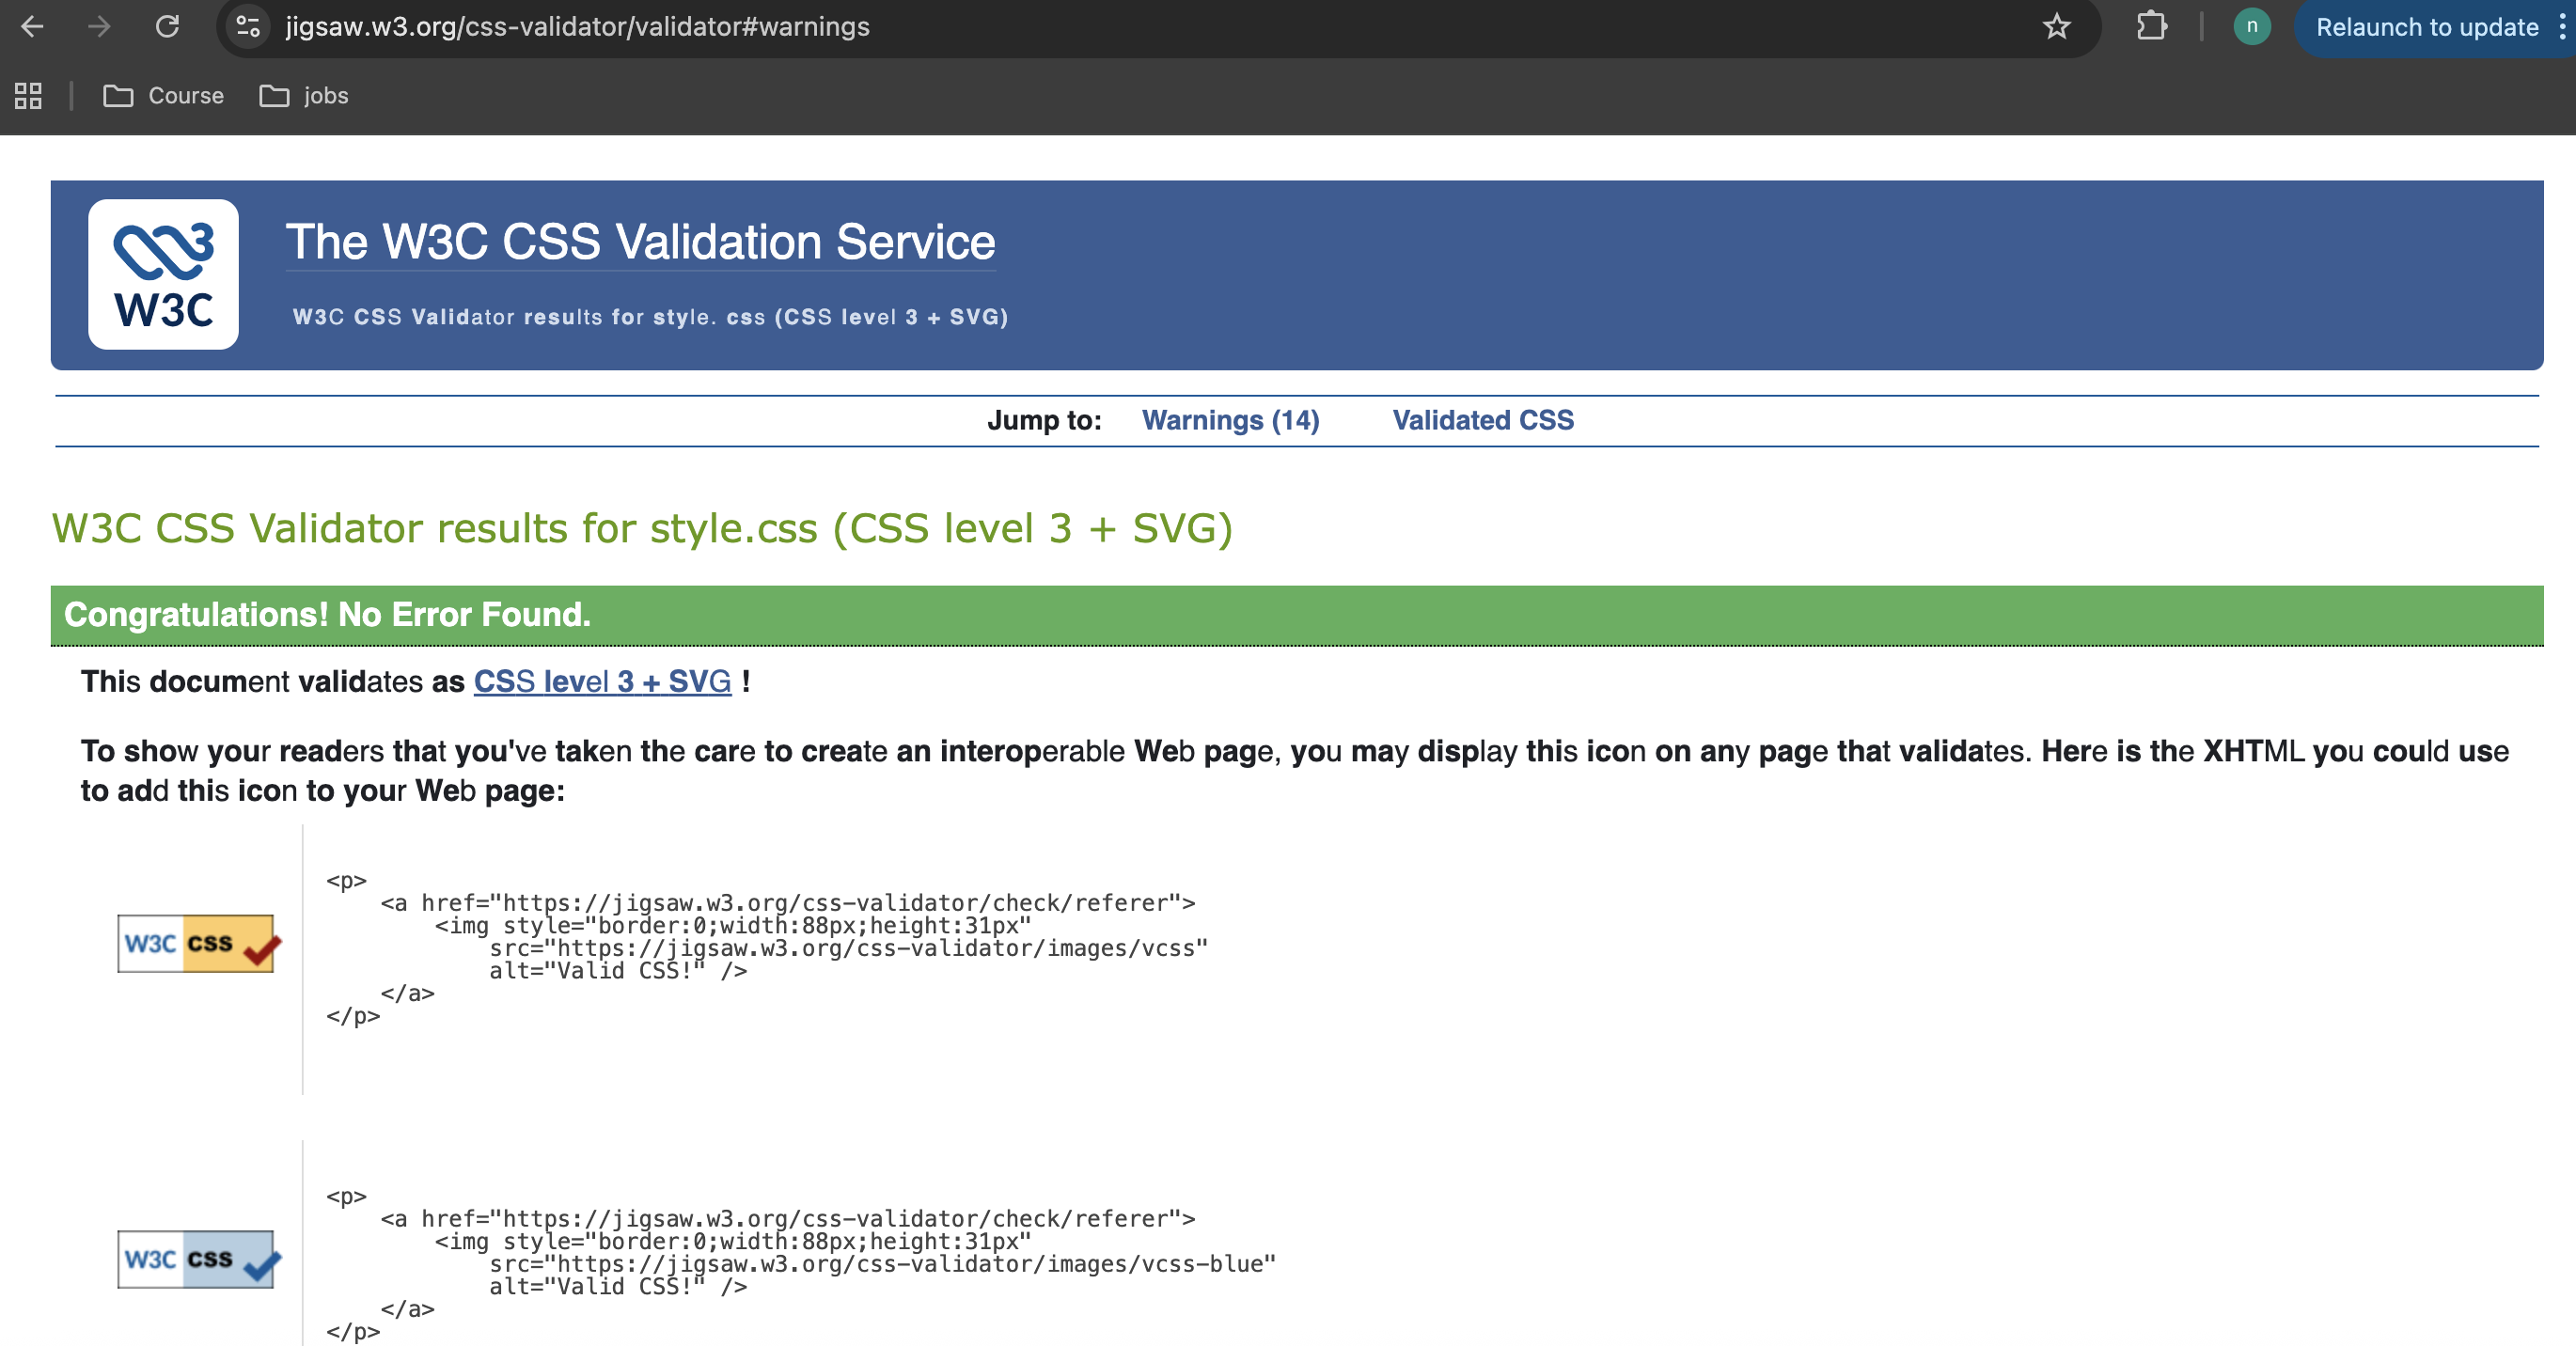 jigsaw.w3.org/css-validator/validator#warnings
n
Relaunch to update
Course
jobs
W3C
The W3C CSS Validation Service
W3C CSS Validator results for style. css (CSS level 3 + SVG)
Jump to: Warnings (14) Validated CSS
W3C CSS Validator results for style.css (CSS level 3 + SVG)
Congratulations! No Error Found.
This document validates as CSS level 3 + SVG !
To show your readers that you've taken the care to create an interoperable Web page, you may display this icon on any page that validates. Here is the XHTML you could use
to add this icon to your Web page:
W3C css
<p>
    <a href="https://jigsaw.w3.org/css-validator/check/referer">
        <img style="border:0;width:88px;height:31px"
            src="https://jigsaw.w3.org/css-validator/images/vcss"
            alt="Valid CSS!" />
    </a>
</p>
W3C css
<p>
    <a href="https://jigsaw.w3.org/css-validator/check/referer">
        <img style="border:0;width:88px;height:31px"
            src="https://jigsaw.w3.org/css-validator/images/vcss-blue"
            alt="Valid CSS!" />
    </a>
</p>